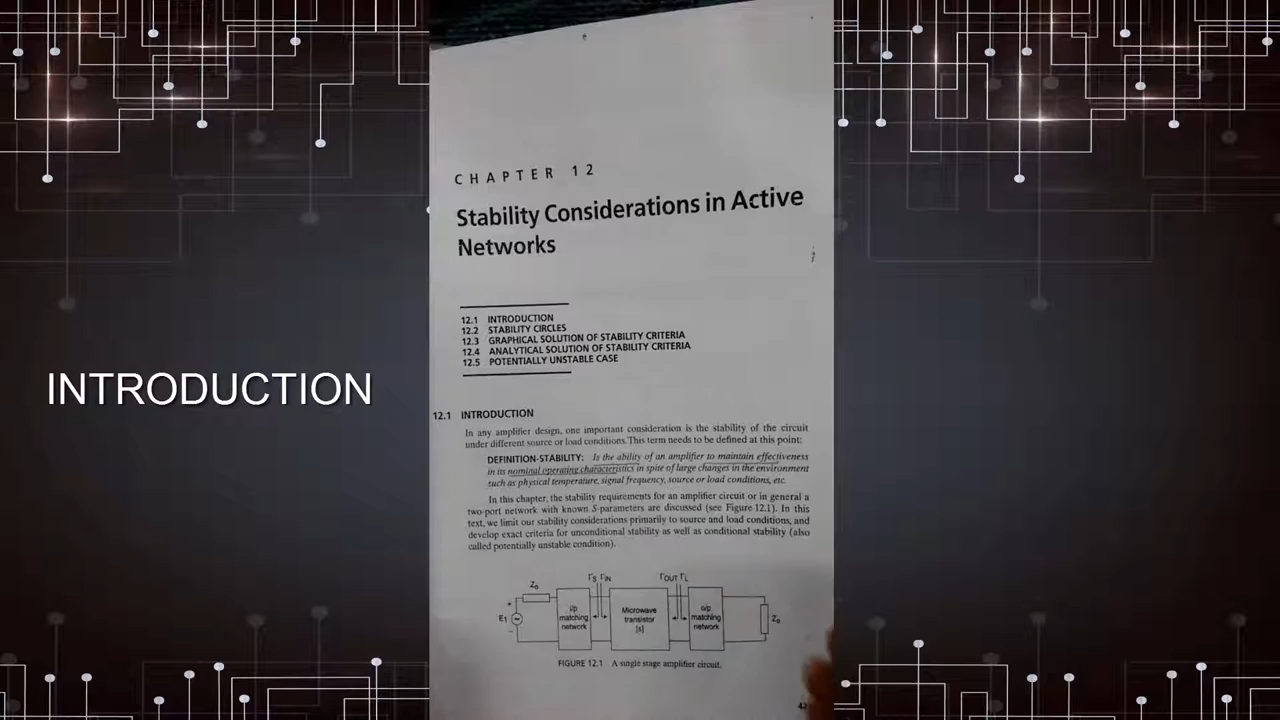 INTRODUCTION
CHAPTER 12
Stability Considerations in Active
Networks
12.1 INTRODUCTION
12.2 STABILITY CIRCLES
12.3 GRAPHICAL SOLUTION OF STABILITY CRITERIA
12.4 ANALYTICAL SOLUTION OF STABILITY CRITERIA
12.5 POTENTIALLY UNSTABLE CASE
12.1 INTRODUCTION
In any amplifier design, one important consideration is the stability of the circuit
under different source or load conditions. This term needs to be defined at this point:
DEFINITION-STABILITY: Is the ability of an amplifier to maintain effectiveness
in its nominal operating characteristics in spite of large changes in the environment
such as physical temperature, signal frequency, source or load conditions, etc.
In this chapter, the stability requirements for an amplifier circuit or in general a
two-port network with known S-parameters are discussed (see Figure 12.1). In this
text, we limit our stability considerations primarily to source and load conditions, and
develop exact criteria for unconditional stability as well as conditional stability (also
called potentially unstable condition).
Z₀
Γs ΓIN
ΓOUT ΓL
E₁
+
−
i/p
matching
network
Microwave
transistor
[s]
o/p
matching
network
Z₀
FIGURE 12.1 A single stage amplifier circuit.